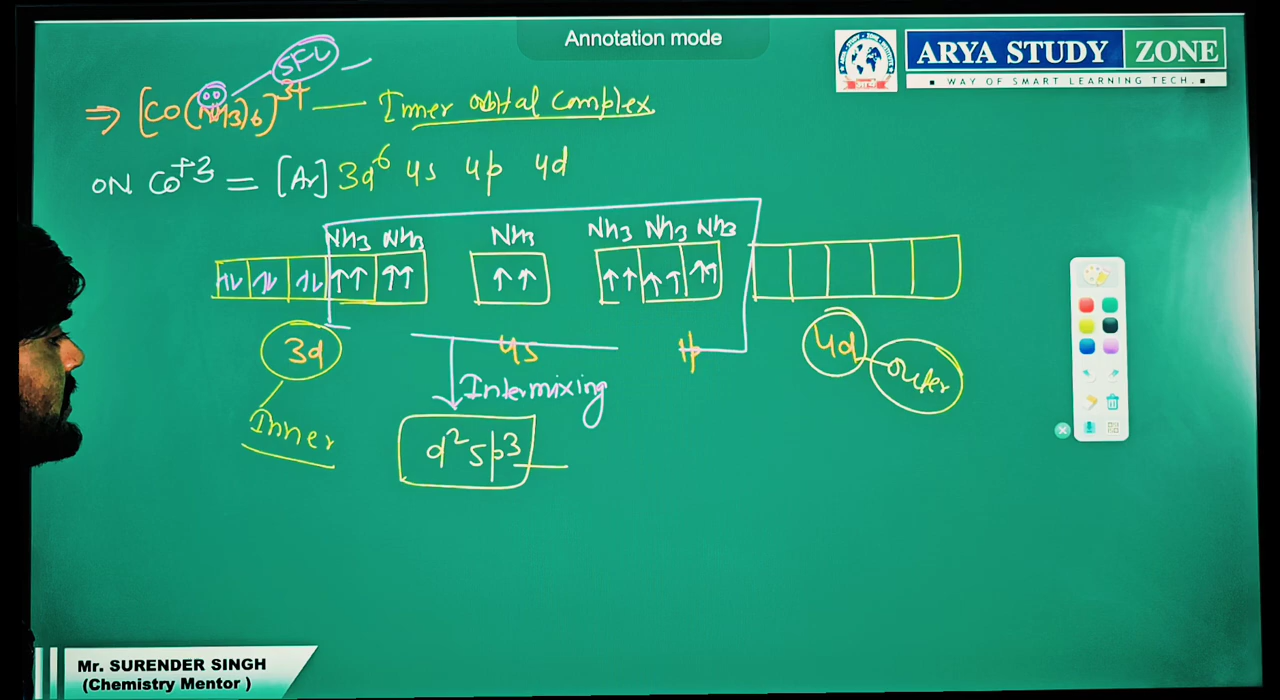 Annotation mode
ARYA STUDY ZONE
WAY OF SMART LEARNING TECH.
SFL
⇒ [Co(NH3)6]3+ — Inner orbital complex
ON Co+3 = [Ar] 3d6 4s 4p 4d
NH3 NH3 NH3 NH3 NH3 NH3
↑↓ ↑↓ ↑↓ ↑↑ ↑↑ ↑↑ ↑↑ ↑↑ ↑↑
3d 4s 4p 4d outer
Intermixing
Inner
d2sp3
Mr. SURENDER SINGH
(Chemistry Mentor )